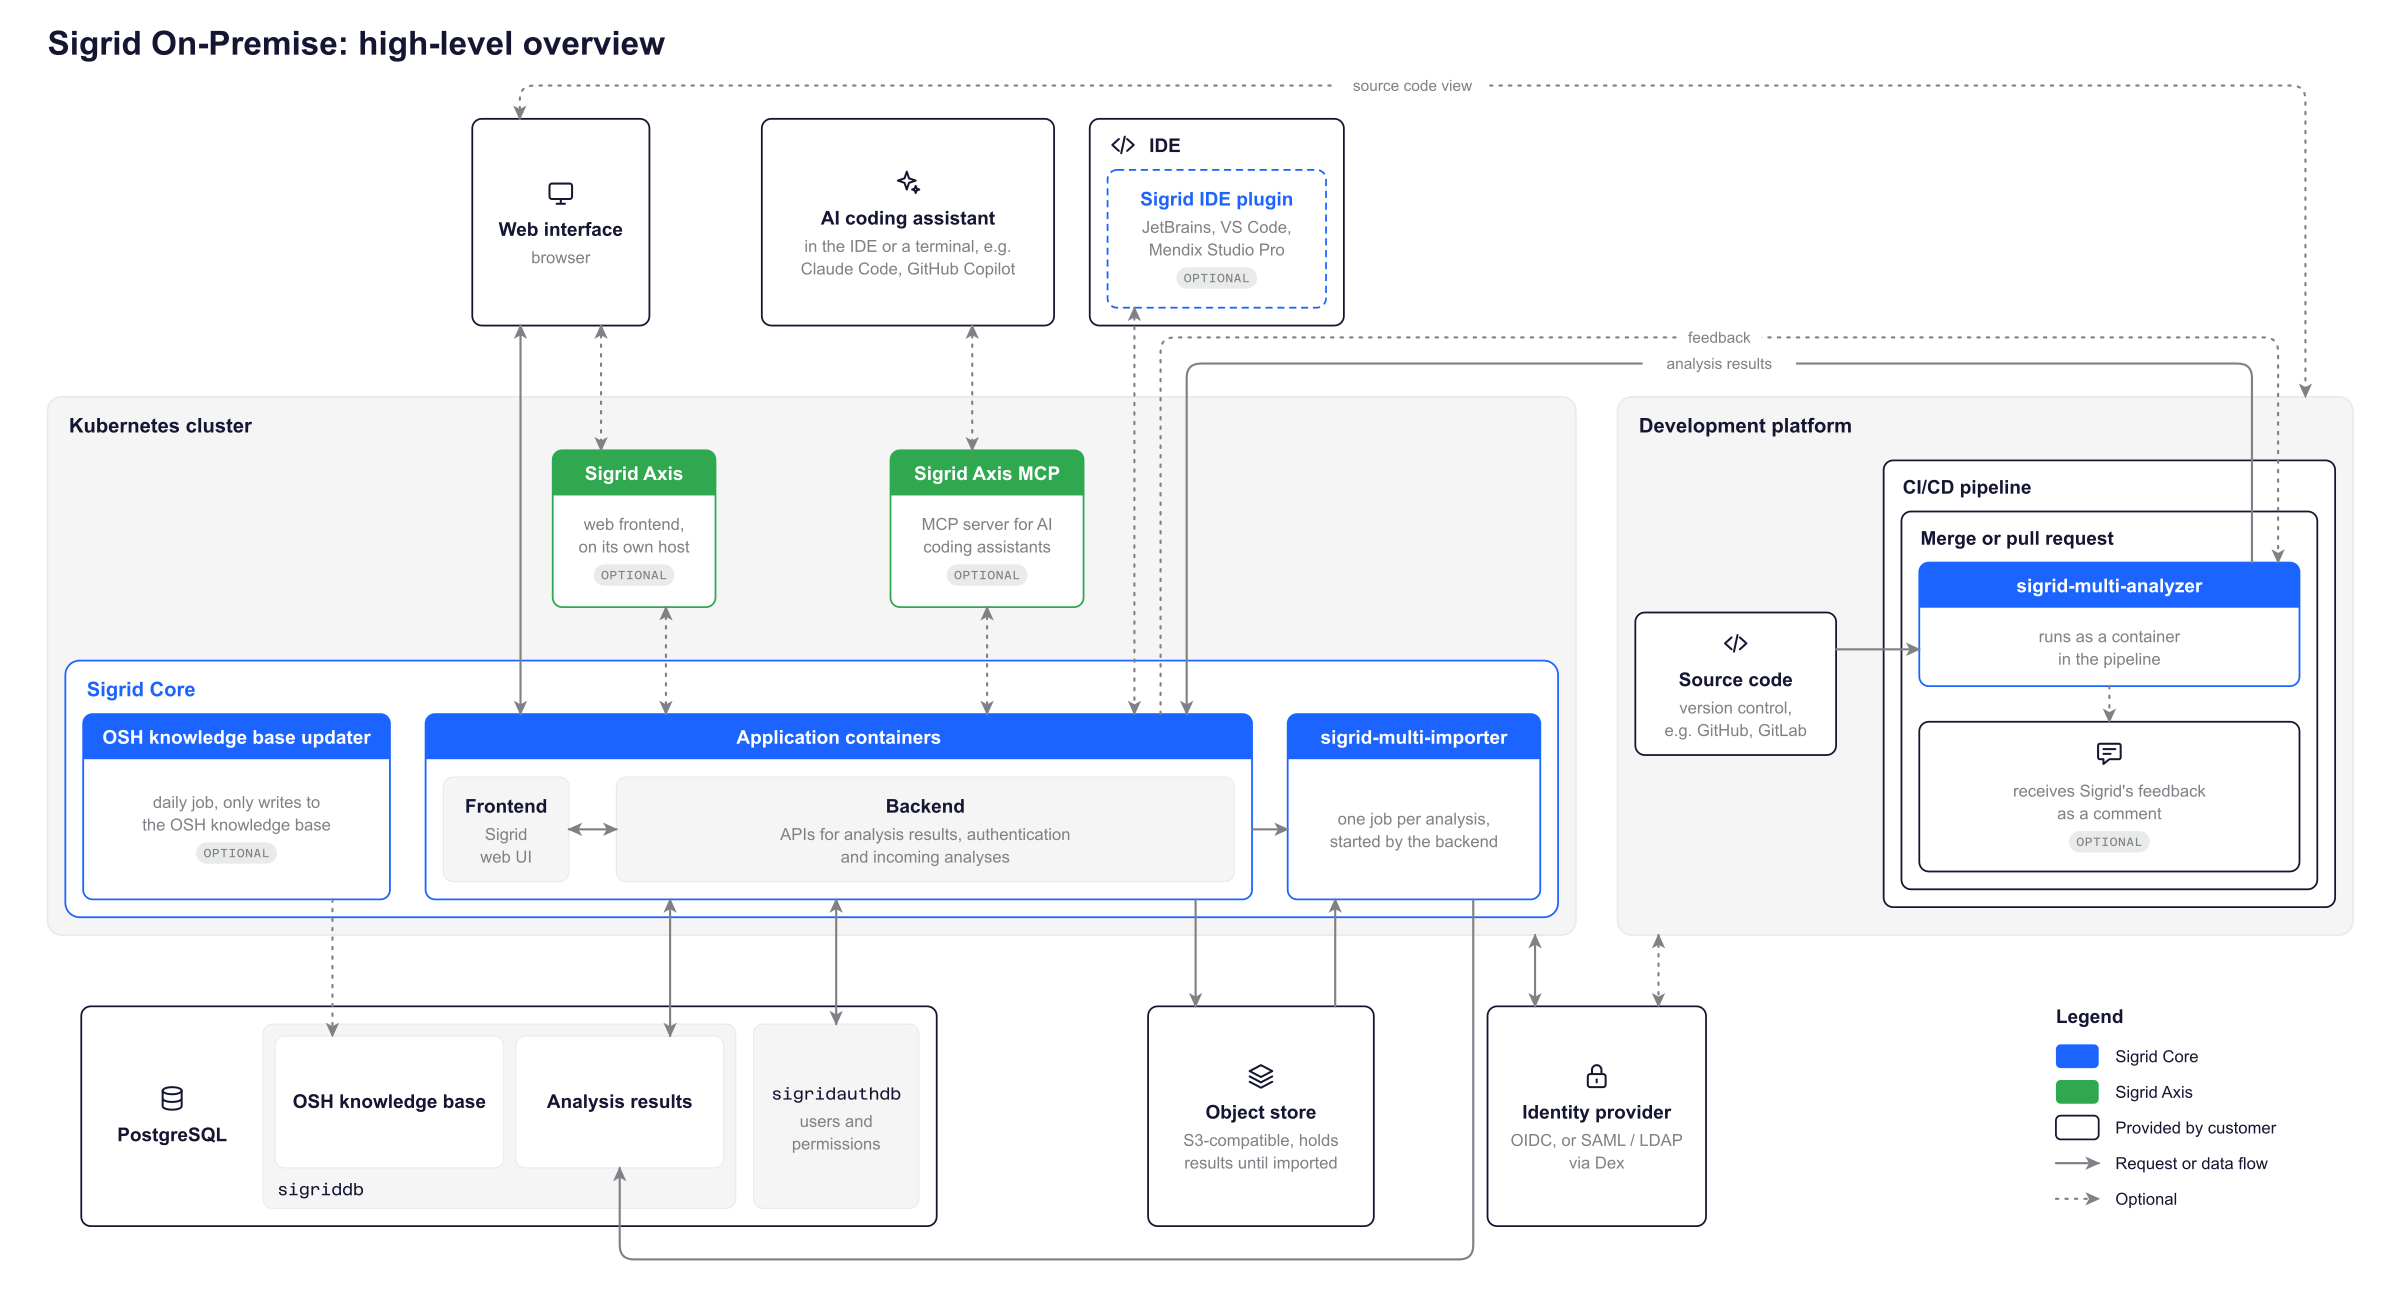 Sigrid On-Premise: high-level overview
source code view
Web interface
browser
AI coding assistant
in the IDE or a terminal, e.g.
Claude Code, GitHub Copilot
IDE
Sigrid IDE plugin
JetBrains, VS Code,
Mendix Studio Pro
OPTIONAL
feedback
analysis results
Kubernetes cluster
Sigrid Axis
web frontend,
on its own host
OPTIONAL
Sigrid Axis MCP
MCP server for AI
coding assistants
OPTIONAL
Sigrid Core
OSH knowledge base updater
daily job, only writes to
the OSH knowledge base
OPTIONAL
Application containers
Frontend
Sigrid
web UI
Backend
APIs for analysis results, authentication
and incoming analyses
sigrid-multi-importer
one job per analysis,
started by the backend
Development platform
CI/CD pipeline
Merge or pull request
sigrid-multi-analyzer
runs as a container
in the pipeline
Source code
version control,
e.g. GitHub, GitLab
receives Sigrid's feedback
as a comment
OPTIONAL
PostgreSQL
OSH knowledge base
Analysis results
sigriddb
sigridauthdb
users and
permissions
Object store
S3-compatible, holds
results until imported
Identity provider
OIDC, or SAML / LDAP
via Dex
Legend
Sigrid Core
Sigrid Axis
Provided by customer
Request or data flow
Optional